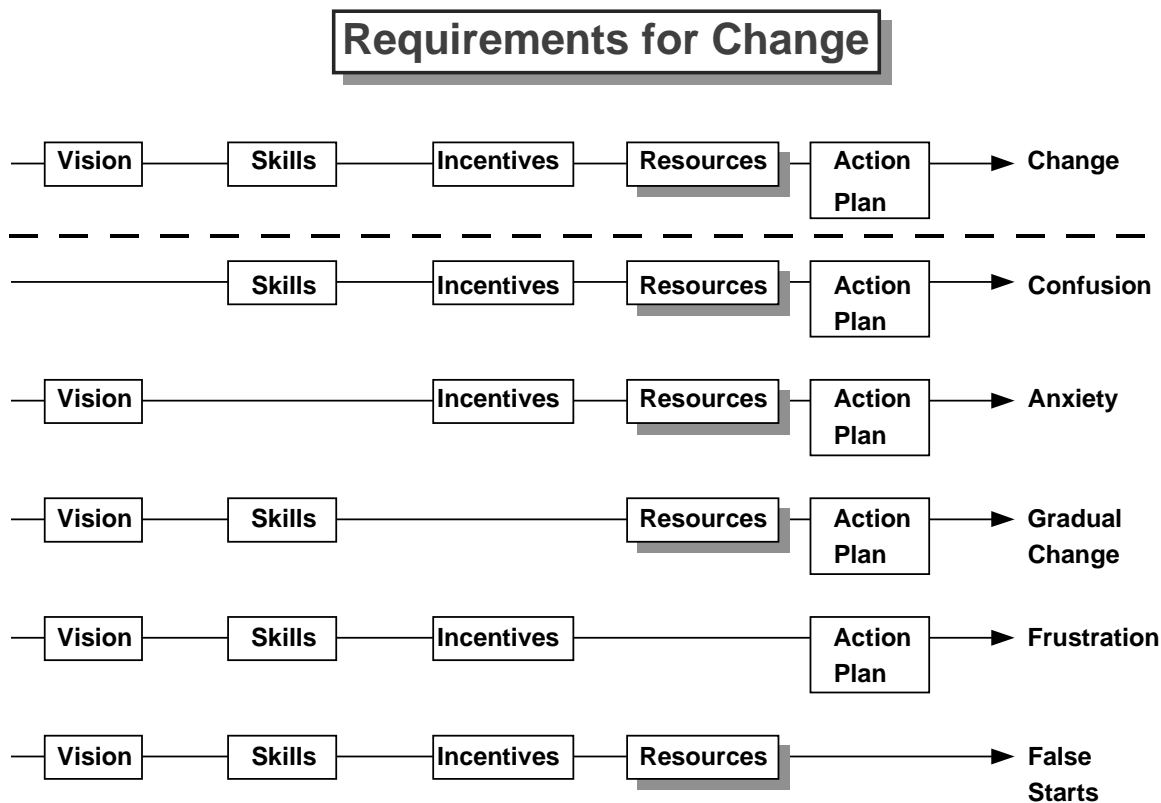 Requirements for Change
Vision Skills Incentives Resources Action Change
Plan
Skills Incentives Resources Action Confusion
Plan
Vision Incentives Resources Action Anxiety
Plan
Vision Skills Resources Action Gradual
Plan Change
Vision Skills Incentives Action Frustration
Plan
Vision Skills Incentives Resources False
Starts